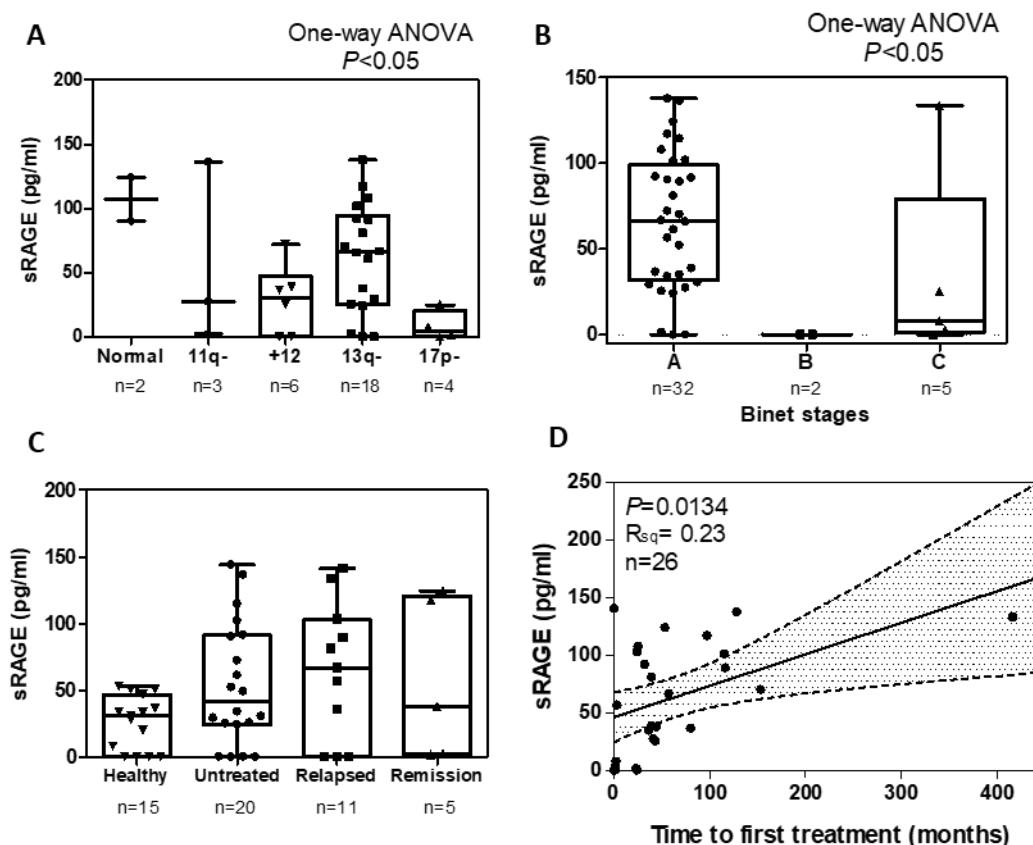 A
One-way ANOVA
P<0.05
sRAGE (pg/ml)
200
150
100
50
0
Normal 11q- +12 13q- 17p-
n=2 n=3 n=6 n=18 n=4
B
One-way ANOVA
P<0.05
sRAGE (pg/ml)
150
100
50
0
A B C
n=32 n=2 n=5
Binet stages
C
sRAGE (pg/ml)
200
150
100
50
0
Healthy Untreated Relapsed Remission
n=15 n=20 n=11 n=5
D
P=0.0134
Rsq= 0.23
n=26
sRAGE (pg/ml)
250
200
150
100
50
0
0 100 200 300 400
Time to first treatment (months)